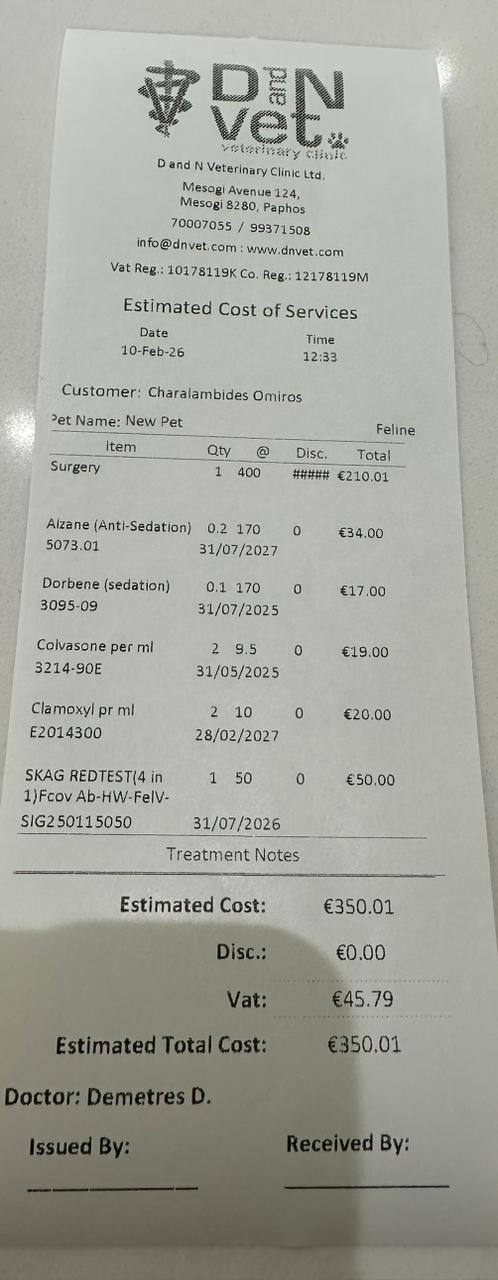 D and N
vet
veterinary clinic
D and N Veterinary Clinic Ltd.
Mesogi Avenue 124,
Mesogi 8280, Paphos
70007055 / 99371508
info@dnvet.com : www.dnvet.com
Vat Reg.: 10178119K Co. Reg.: 12178119M
Estimated Cost of Services
Date Time
10-Feb-26 12:33
Customer: Charalambides Omiros
Pet Name: New Pet Feline
Item Qty @ Disc. Total
Surgery 1 400 ##### €210.01
Alzane (Anti-Sedation) 0.2 170 0 €34.00
5073.01 31/07/2027
Dorbene (sedation) 0.1 170 0 €17.00
3095-09 31/07/2025
Colvasone per ml 2 9.5 0 €19.00
3214-90E 31/05/2025
Clamoxyl pr ml 2 10 0 €20.00
E2014300 28/02/2027
SKAG REDTEST(4 in 1 50 0 €50.00
1)Fcov Ab-HW-FelV-
SIG250115050 31/07/2026
Treatment Notes
Estimated Cost: €350.01
Disc.: €0.00
Vat: €45.79
Estimated Total Cost: €350.01
Doctor: Demetres D.
Issued By: Received By: